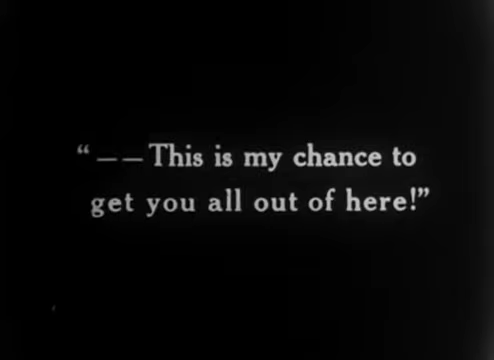 “——This is my chance to
get you all out of here!”